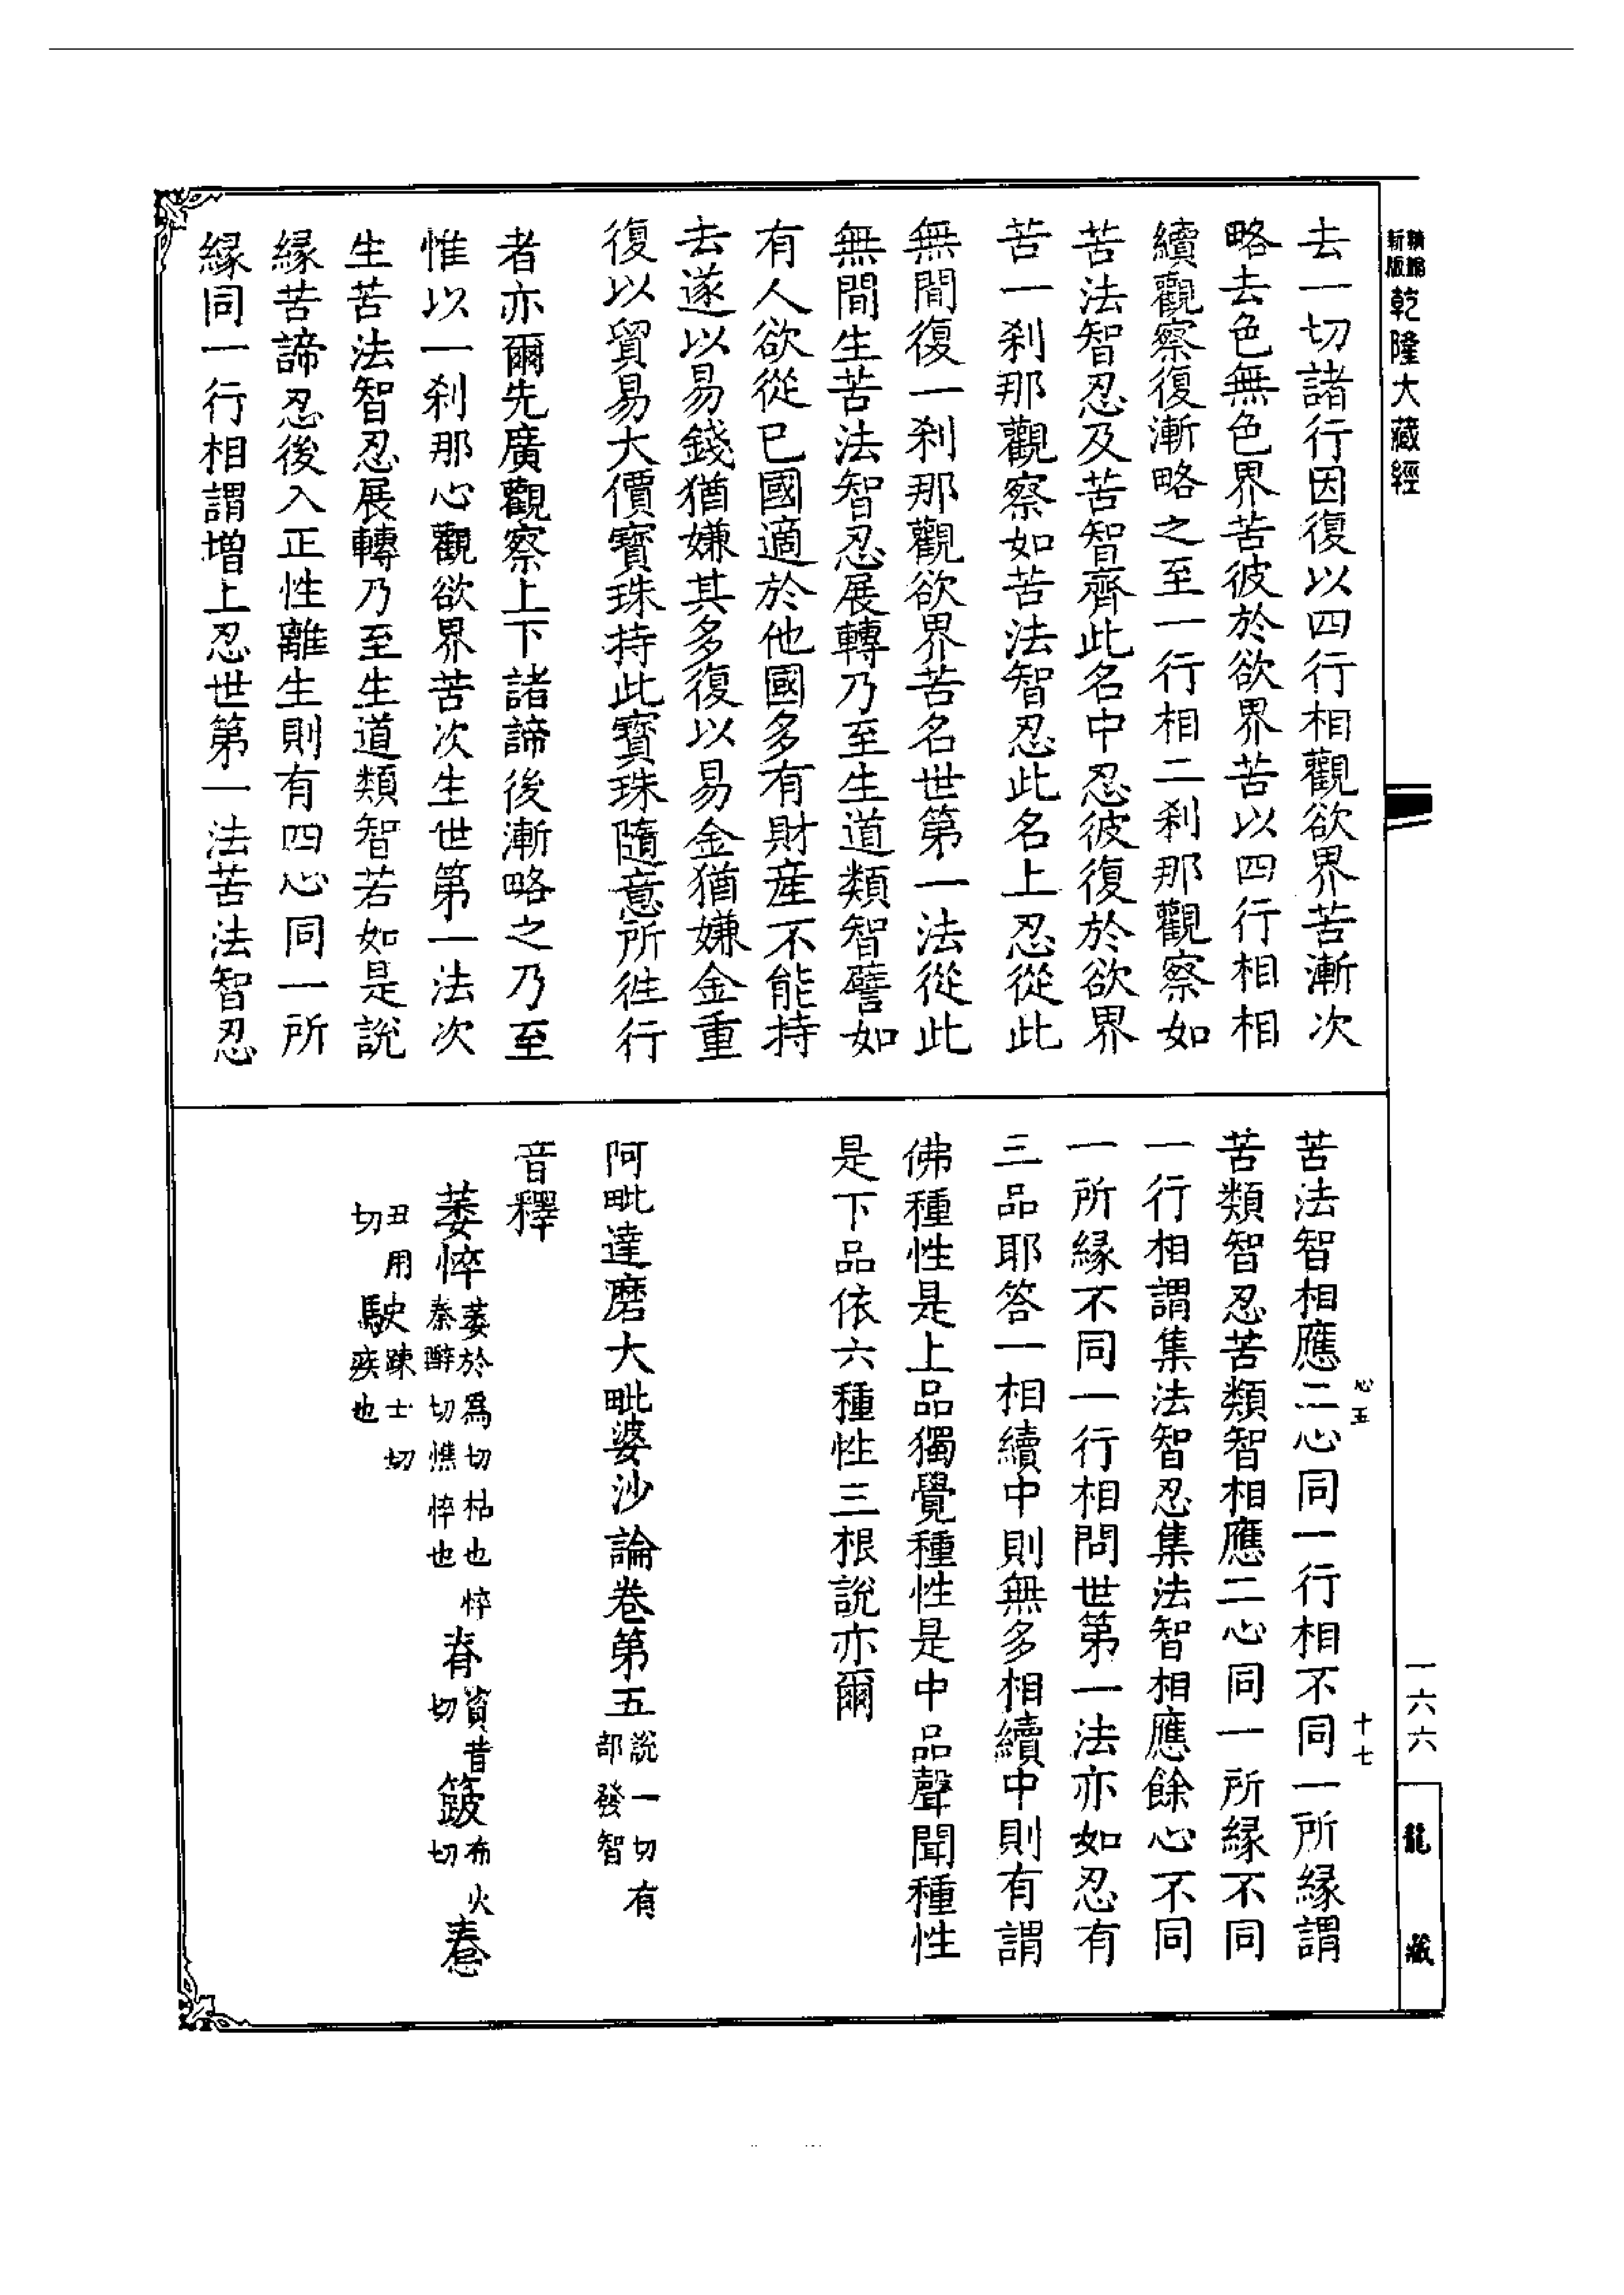 新版
精縮
乾隆大藏經
去一切諸行因復以四行相觀欲界苦漸次
略去色無色界苦彼於欲界苦以四行相相
續觀察復漸略之至一行相二刹那觀察如
苦法智忍及苦智齊此名中忍彼復於欲界
苦一刹那觀察如苦法智忍此名上忍從此
無間復一刹那觀欲界苦名世第一法從此
無間生苦法智忍展轉乃至生道類智譬如
有人欲從已國適於他國多有財産不能持
去遂以易錢猶嫌其多復以易金猶嫌金重
復以貿易大價寳珠持此寳珠隨意所徃行
者亦爾先廣觀察上下諸諦後漸略之乃至
惟以一刹那心觀欲界苦次生世第一法次
生苦法智忍展轉乃至生道類智若如是説
縁苦諦忍後入正性離生則有四心同一所
縁同一行相謂増上忍世第一法苦法智忍
心五
十七
一六六
龍藏
苦法智相應二心同一行相不同一所縁謂
苦類智忍苦類智相應二心同一所縁不同
一行相謂集法智忍集法智相應餘心不同
一所縁不同一行相問世第一法亦如忍有
三品耶答一相續中則無多相續中則有謂
佛種性是上品獨覺種性是中品聲聞種性
是下品依六種性三根説亦爾
阿毗達磨大毗婆沙論卷第五 說一切有部發智
音釋
萎悴 萎於爲切枯也悴秦醉切憔悴也 脊 資昔切 簸 布火切 惷
丑用切 駛 疎士切疾也